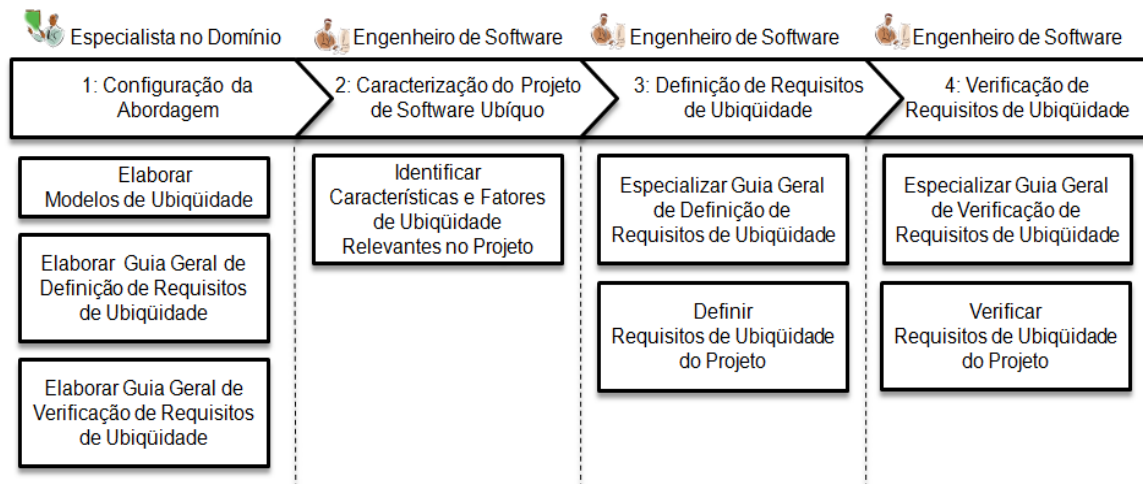 Especialista no Domínio
Engenheiro de Software
Engenheiro de Software
Engenheiro de Software
1: Configuração da
Abordagem
2: Caracterização do Projeto
de Software Ubíquo
3: Definição de Requisitos
de Ubiqüidade
4: Verificação de
Requisitos de Ubiqüidade
Elaborar
Modelos de Ubiqüidade
Elaborar Guia Geral de
Definição de Requisitos
de Ubiqüidade
Elaborar Guia Geral de
Verificação de Requisitos
de Ubiqüidade
Identificar
Características e Fatores
de Ubiqüidade
Relevantes no Projeto
Especializar Guia Geral
de Definição de
Requisitos de Ubiqüidade
Definir
Requisitos de Ubiqüidade
do Projeto
Especializar Guia Geral
de Verificação de
Requisitos de Ubiqüidade
Verificar
Requisitos de Ubiqüidade
do Projeto